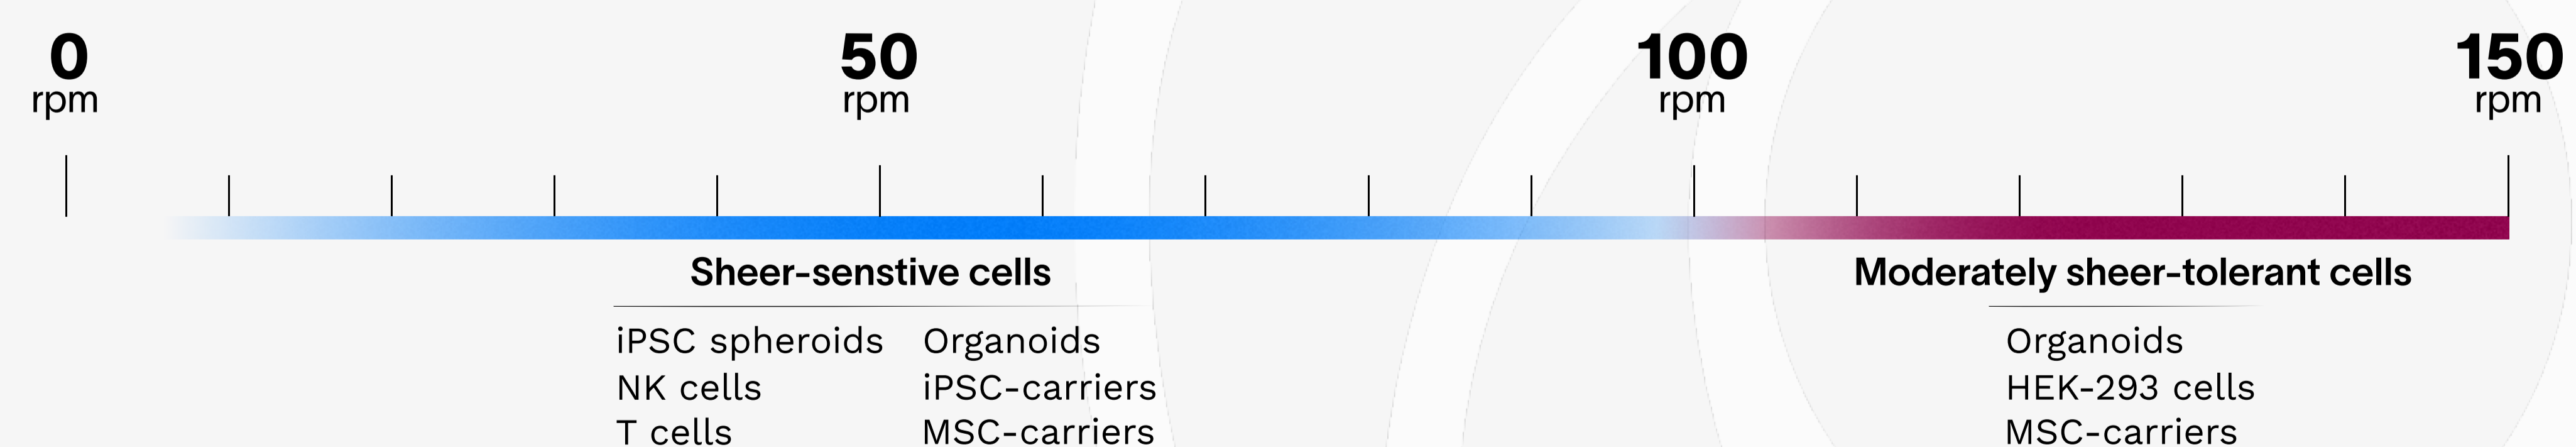 0 50 100 150
rpm rpm rpm rpm
Sheer-senstive cells Moderately sheer-tolerant cells
iPSC spheroids Organoids Organoids
NK cells iPSC-carriers HEK-293 cells
T cells MSC-carriers MSC-carriers